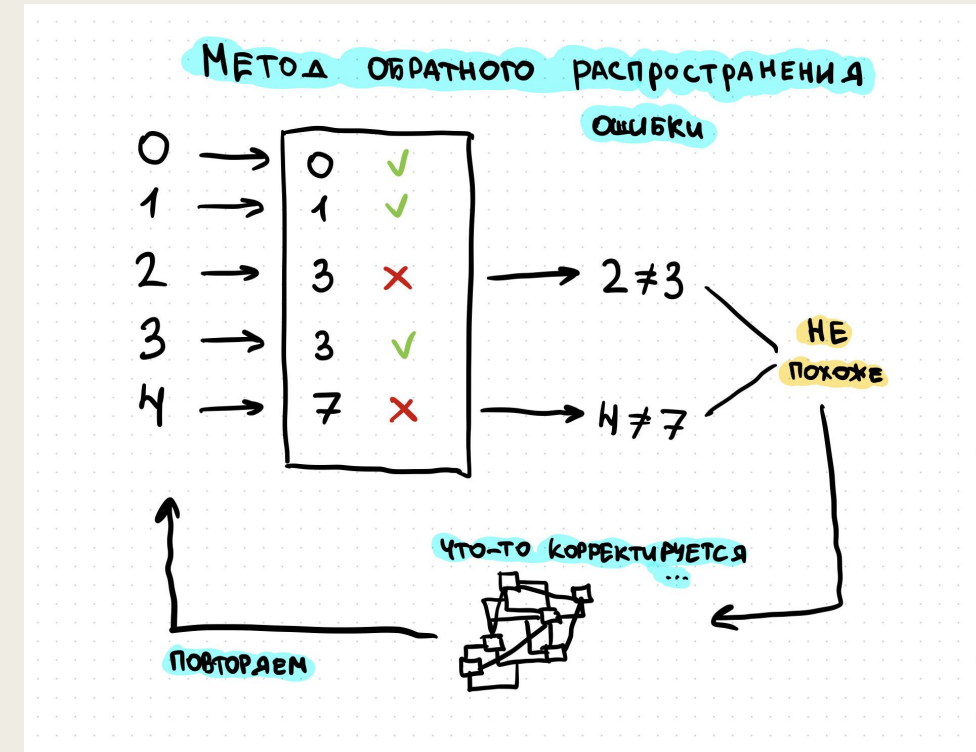 Метод обратного распространения
ошибки
0 → 0 ✓
1 → 1 ✓
2 → 3 ✗ → 2≠3
3 → 3 ✓
4 → 7 ✗ → 4≠7
НЕ
ПОХОЖЕ
ЧТО-ТО КОРРЕКТИРУЕТСЯ
...
ПОВТОРЯЕМ